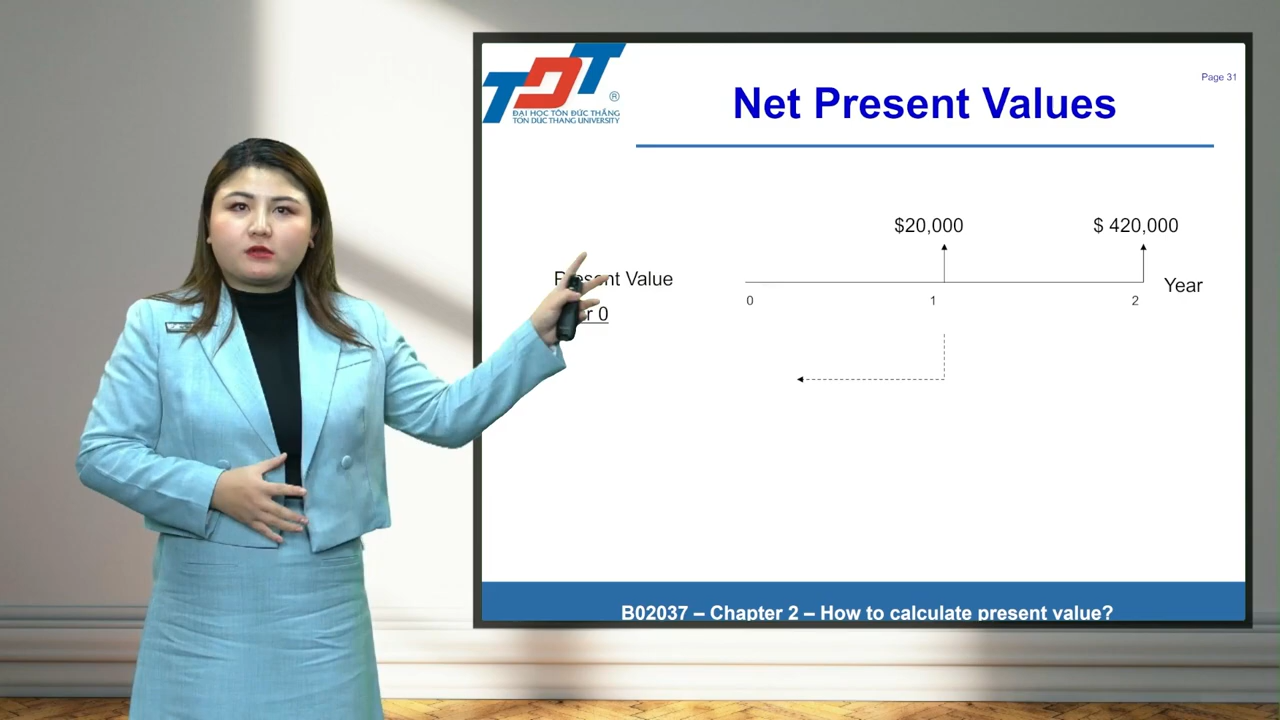 TDT
®
ĐẠI HỌC TÔN ĐỨC THẮNG
TON DUC THANG UNIVERSITY
Page 31
Net Present Values
$20,000
$ 420,000
Present Value
0
0
1
2
Year
B02037 – Chapter 2 – How to calculate present value?